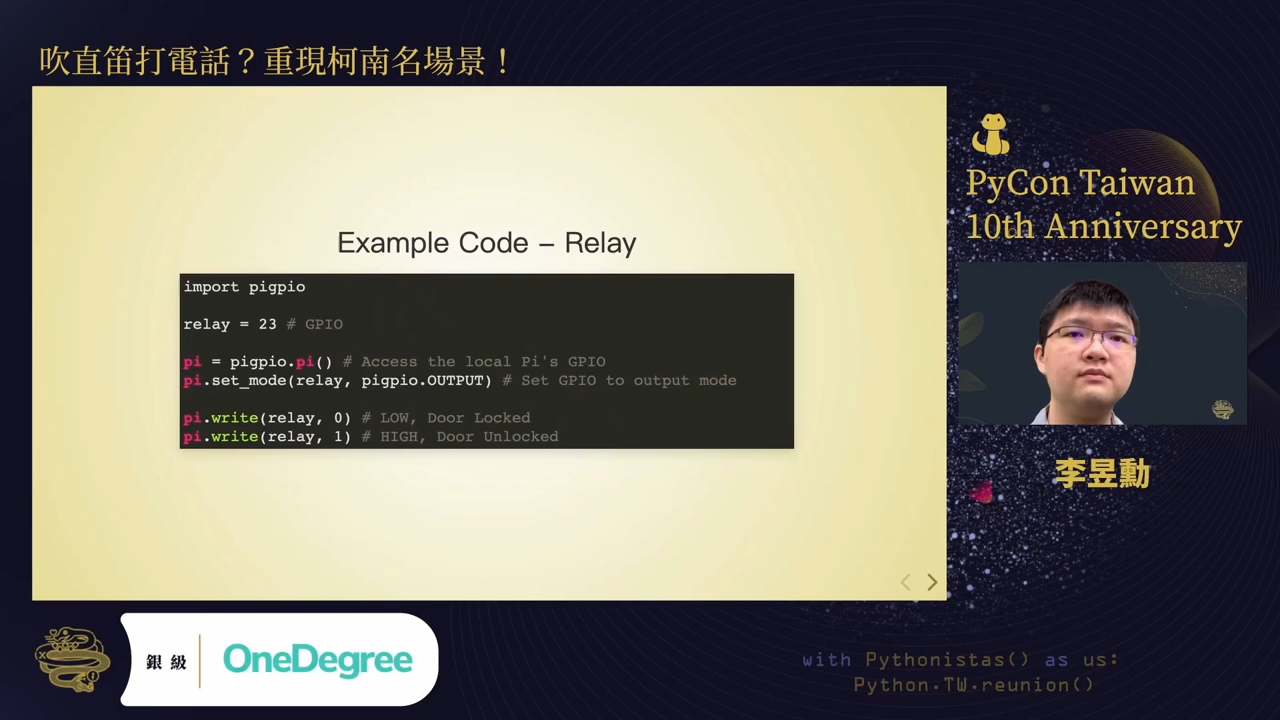 吹直笛打電話？重現柯南名場景！
Example Code – Relay
import pigpio
relay = 23 # GPIO
pi = pigpio.pi() # Access the local Pi's GPIO
pi.set_mode(relay, pigpio.OUTPUT) # Set GPIO to output mode
pi.write(relay, 0) # LOW, Door Locked
pi.write(relay, 1) # HIGH, Door Unlocked
PyCon Taiwan
10th Anniversary
李昱勳
銀級
OneDegree
with Pythonistas() as us:
Python.TW.reunion()